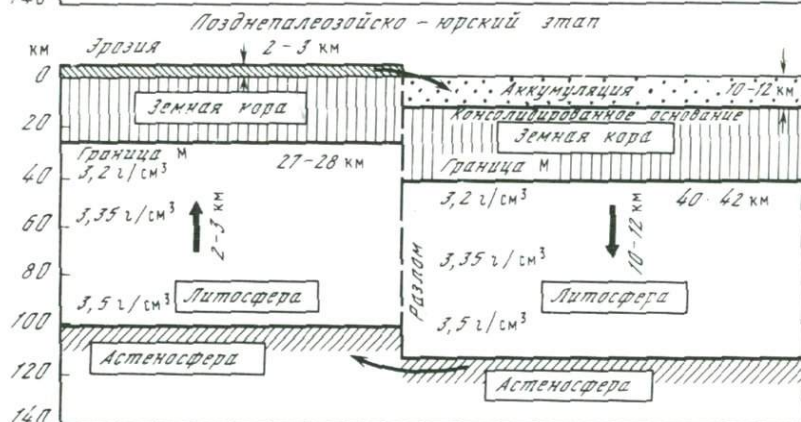 140
Позднепалеозойско - юрский этап
км Эрозия 2-3 км
0
Аккумуляция 10-12 км
Земная кора
Консолидированное основание
20
Земная кора
Граница М 27-28 км
Граница М
40
3,2 г/см³
3,2 г/см³ 40-42 км
60
3,35 г/см³
2-3 км
10-12 км
Разлом
3,35 г/см³
80
Литосфера
Литосфера
3,5 г/см³
3,5 г/см³
100
Астеносфера
120
Астеносфера
140